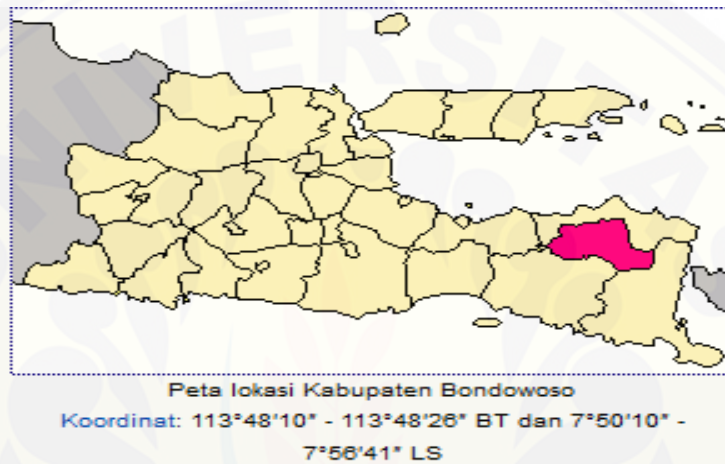 UNIVERSITAS
Peta lokasi Kabupaten Bondowoso
Koordinat: 113°48'10" - 113°48'26" BT dan 7°50'10" -
7°56'41" LS